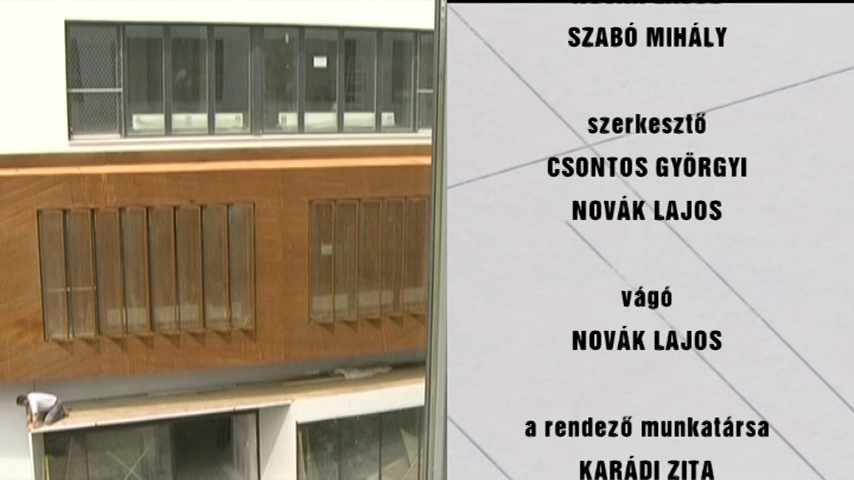 SZABÓ MIHÁLY
szerkesztő
CSONTOS GYÖRGYI
NOVÁK LAJOS
vágó
NOVÁK LAJOS
a rendező munkatársa
KARÁDI ZITA